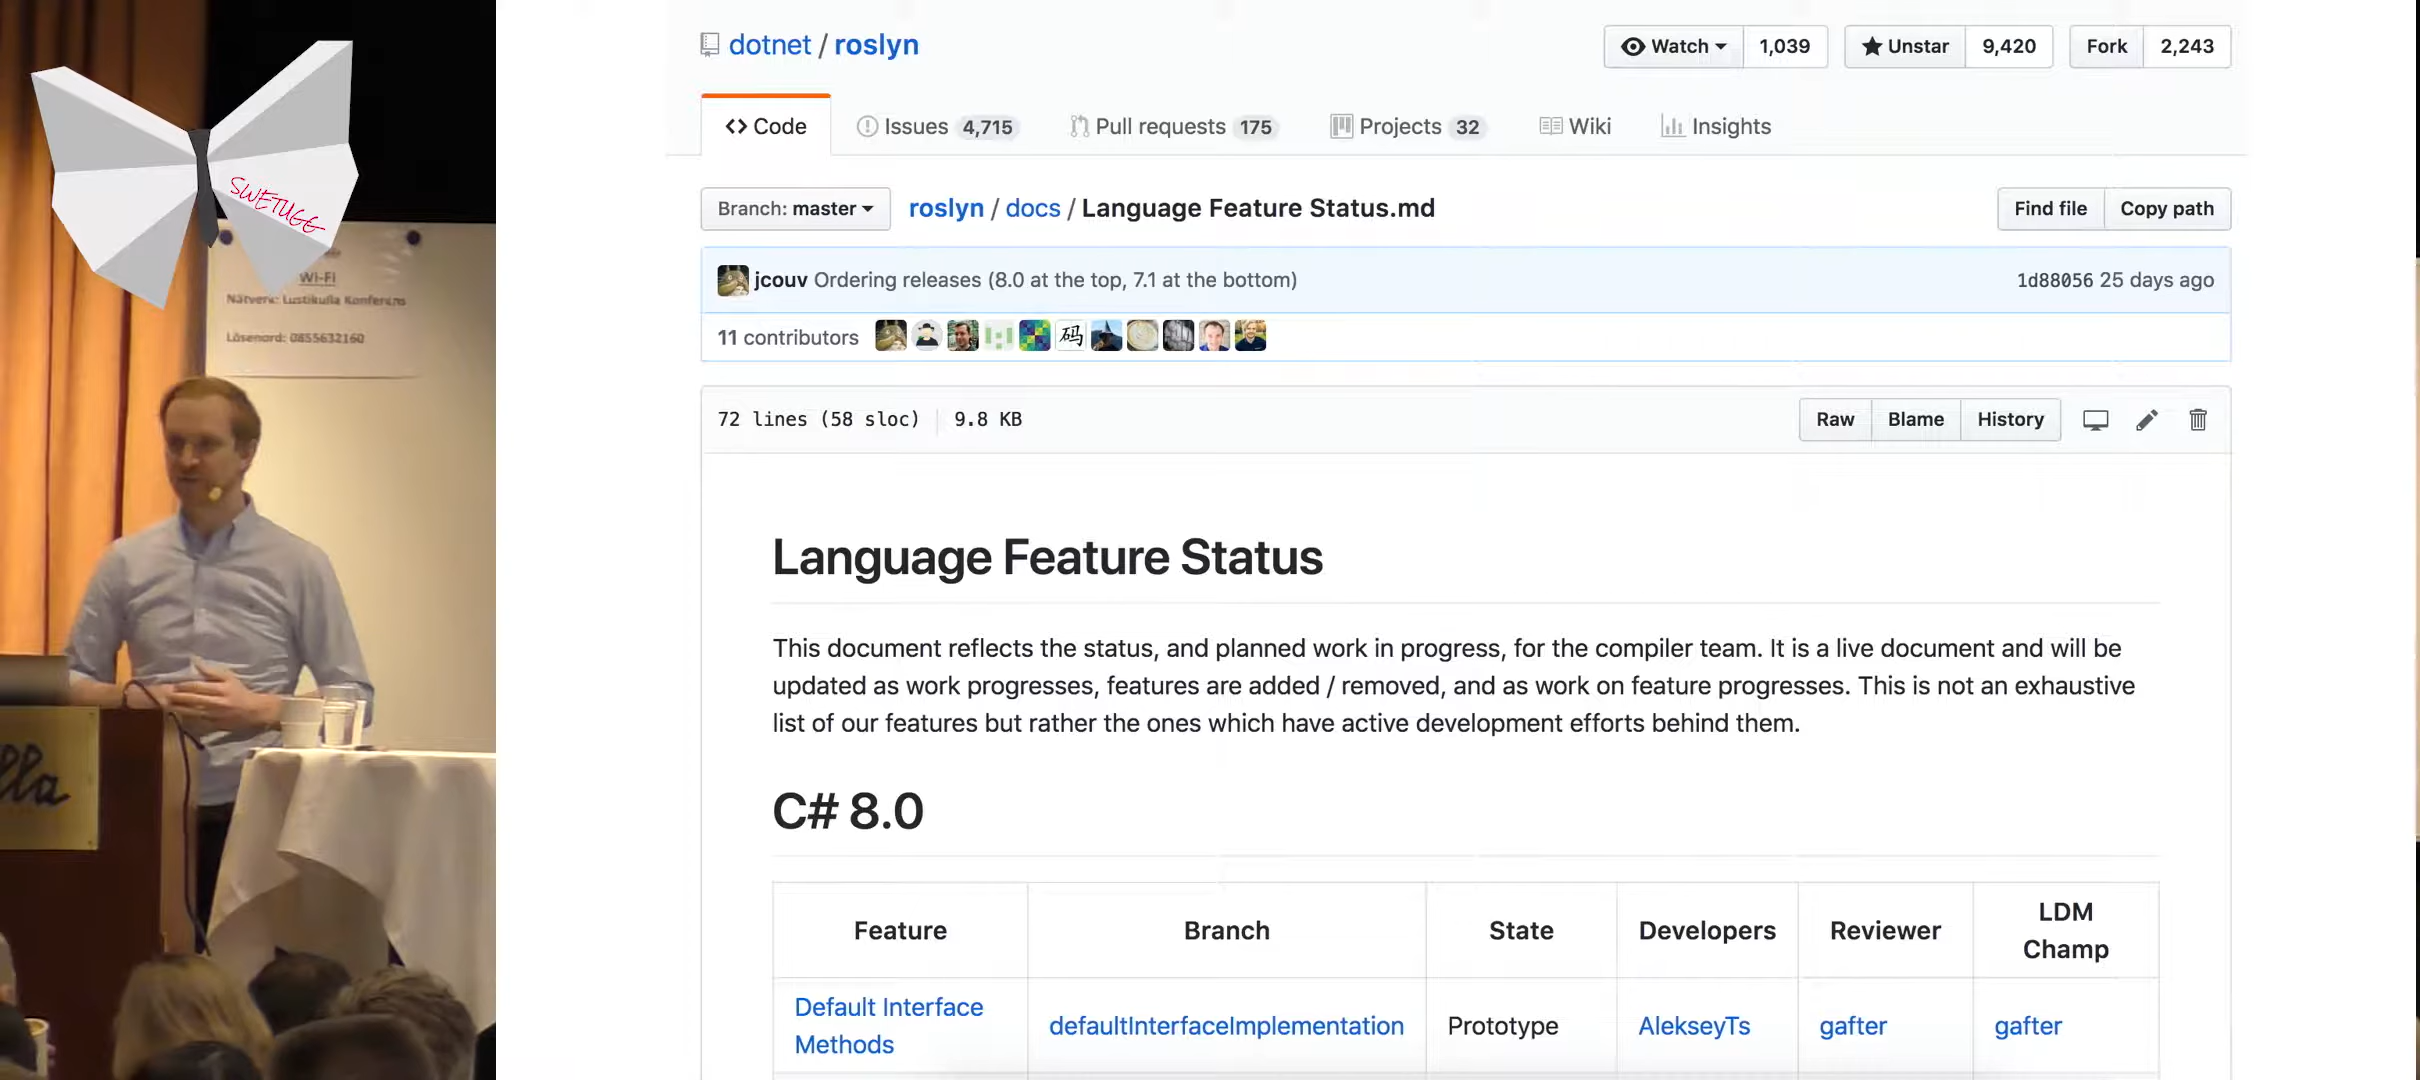 SWETUGG
Wi-Fi
Nätverk: Lustikulla Konferens
Lösenord: 0855632160
lla
dotnet / roslyn
Watch 1,039
Unstar 9,420
Fork 2,243
Code
Issues 4,715
Pull requests 175
Projects 32
Wiki
Insights
Branch: master
roslyn / docs / Language Feature Status.md
Find file
Copy path
jcouv Ordering releases (8.0 at the top, 7.1 at the bottom)
1d88056 25 days ago
11 contributors
码
72 lines (58 sloc)
9.8 KB
Raw
Blame
History
Language Feature Status
This document reflects the status, and planned work in progress, for the compiler team. It is a live document and will be
updated as work progresses, features are added / removed, and as work on feature progresses. This is not an exhaustive
list of our features but rather the ones which have active development efforts behind them.
C# 8.0
Feature
Branch
State
Developers
Reviewer
LDM
Champ
Default Interface
Methods
defaultInterfaceImplementation
Prototype
AlekseyTs
gafter
gafter